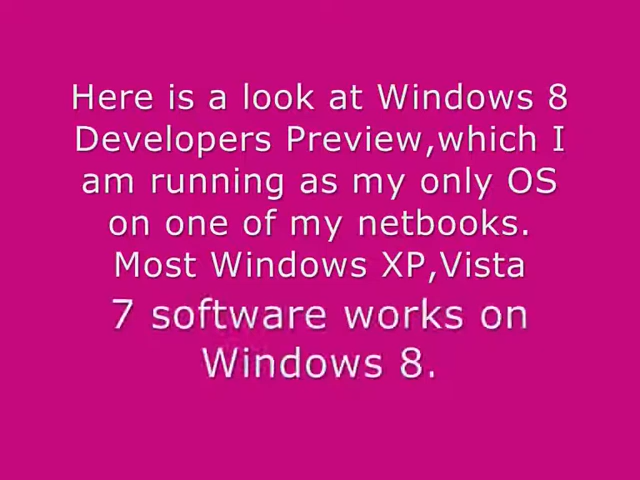 Here is a look at Windows 8
Developers Preview,which I
am running as my only OS
on one of my netbooks.
Most Windows XP,Vista
7 software works on
Windows 8.